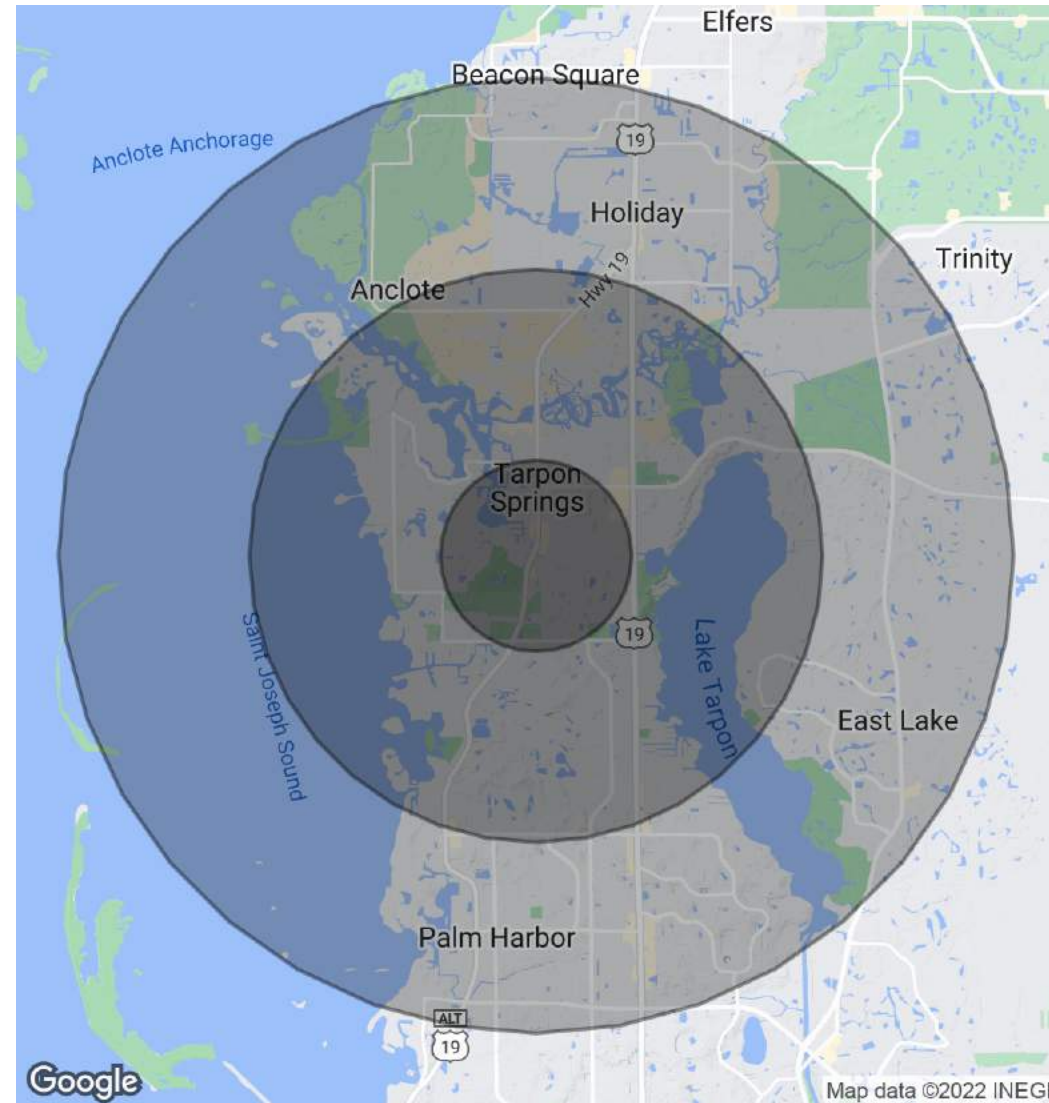 Elfers
Beacon Square
Anclote Anchorage
19
Holiday
Trinity
Hwy 19
Anclote
Tarpon
Springs
19
Saint Joseph Sound
Lake Tarpon
East Lake
Palm Harbor
ALT
19
Google
Map data ©2022 INEGI